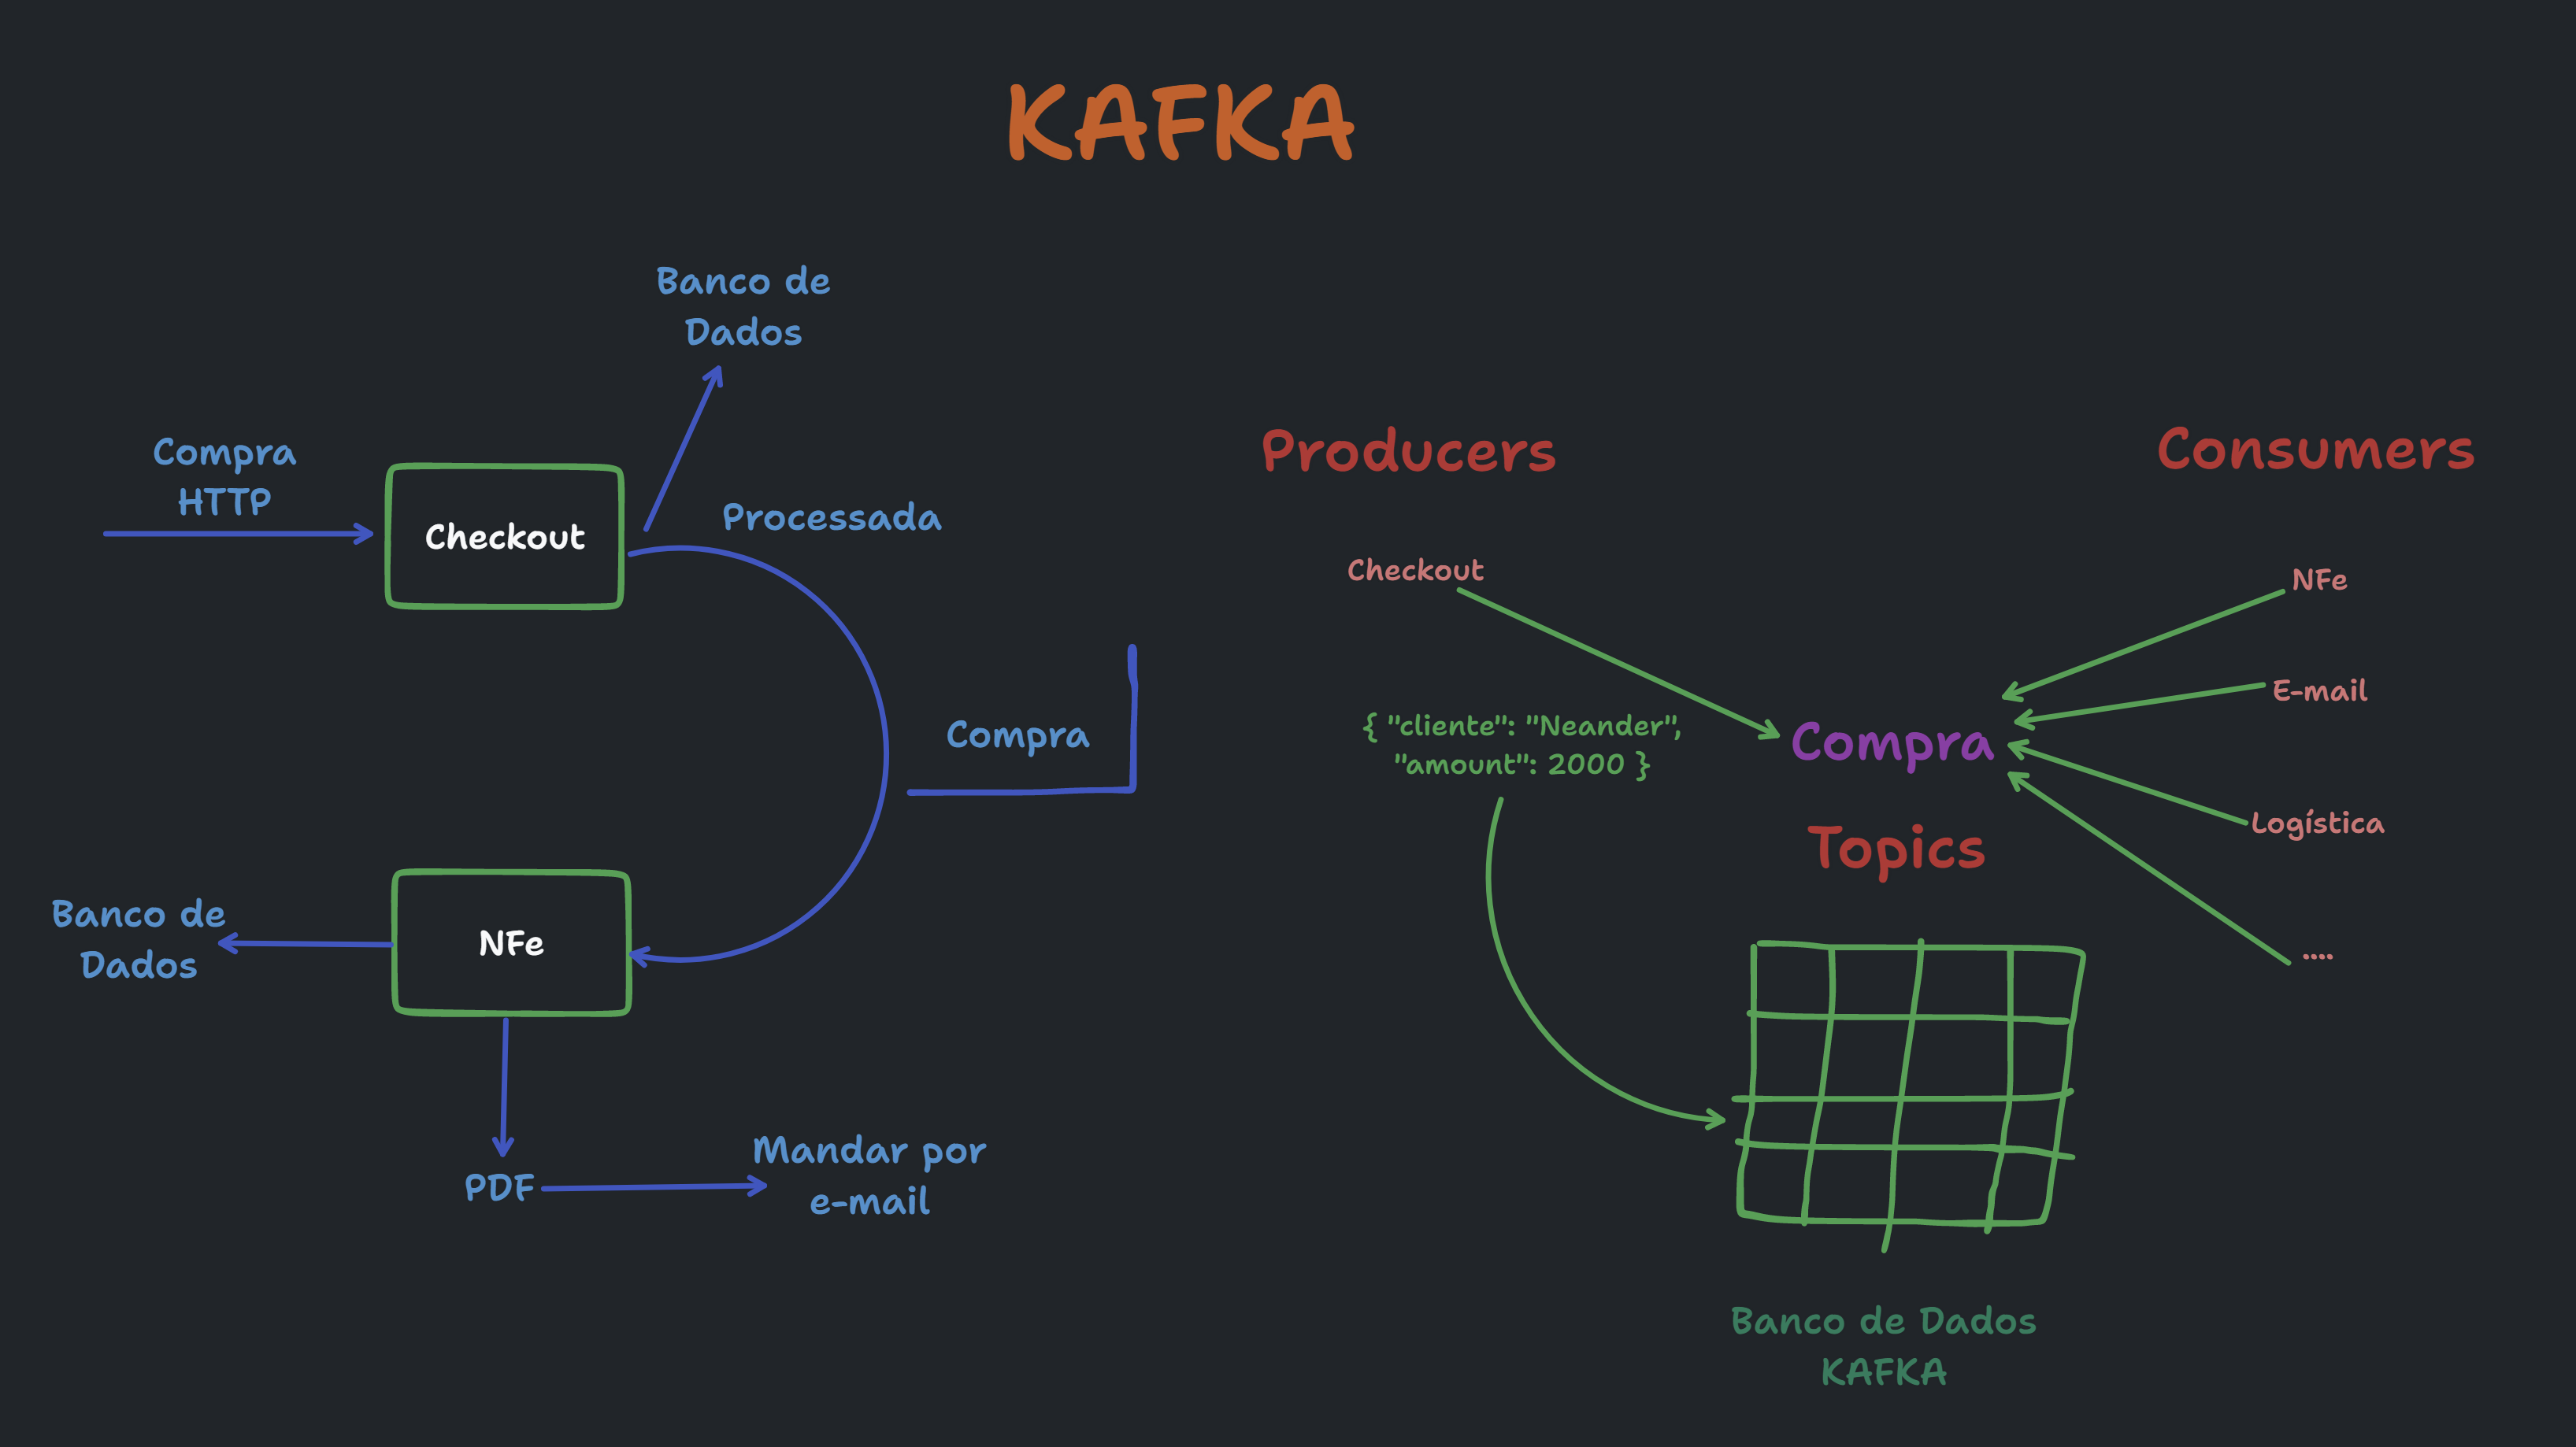 KAFKA
Banco de
Dados
Compra
HTTP
Checkout
Processada
Compra
NFe
Banco de
Dados
PDF
Mandar por
e-mail
Producers
Consumers
Checkout
{ "cliente": "Neander",
"amount": 2000 }
Compra
Topics
NFe
E-mail
Logística
....
Banco de Dados
KAFKA